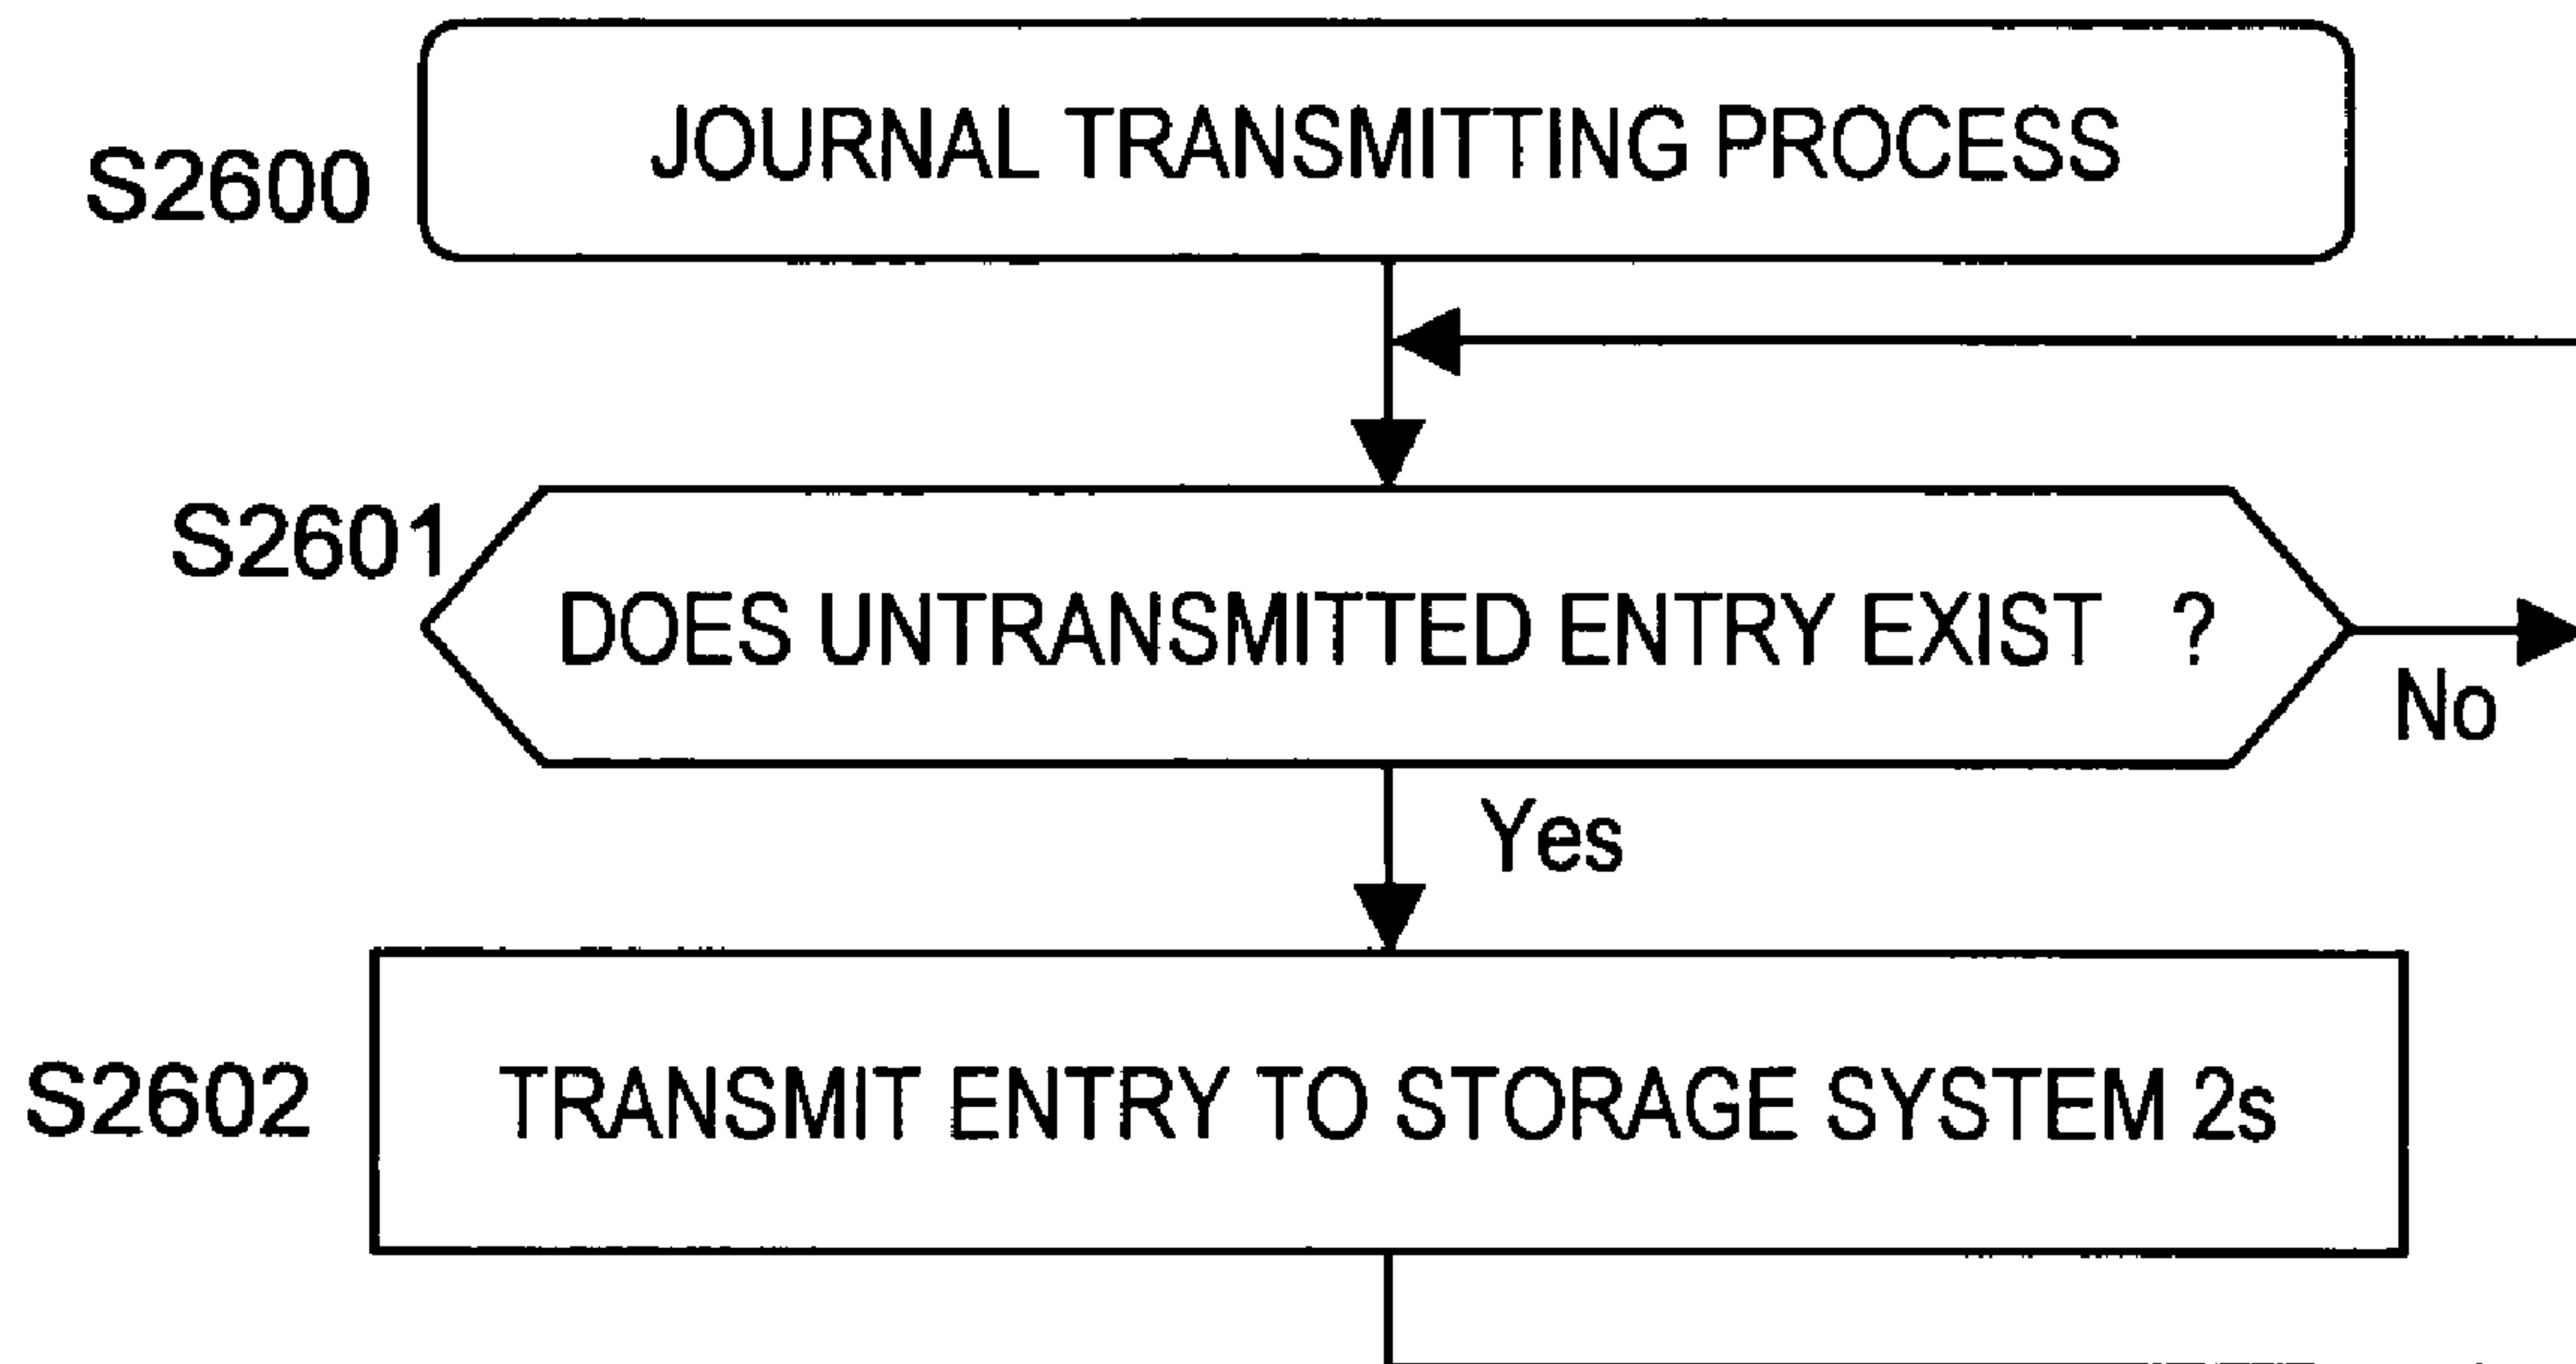 JOURNAL TRANSMITTING PROCESS
S2600
S2601
DOES UNTRANSMITTED ENTRY EXIST ?
No
Yes
S2602
TRANSMIT ENTRY TO STORAGE SYSTEM 2s